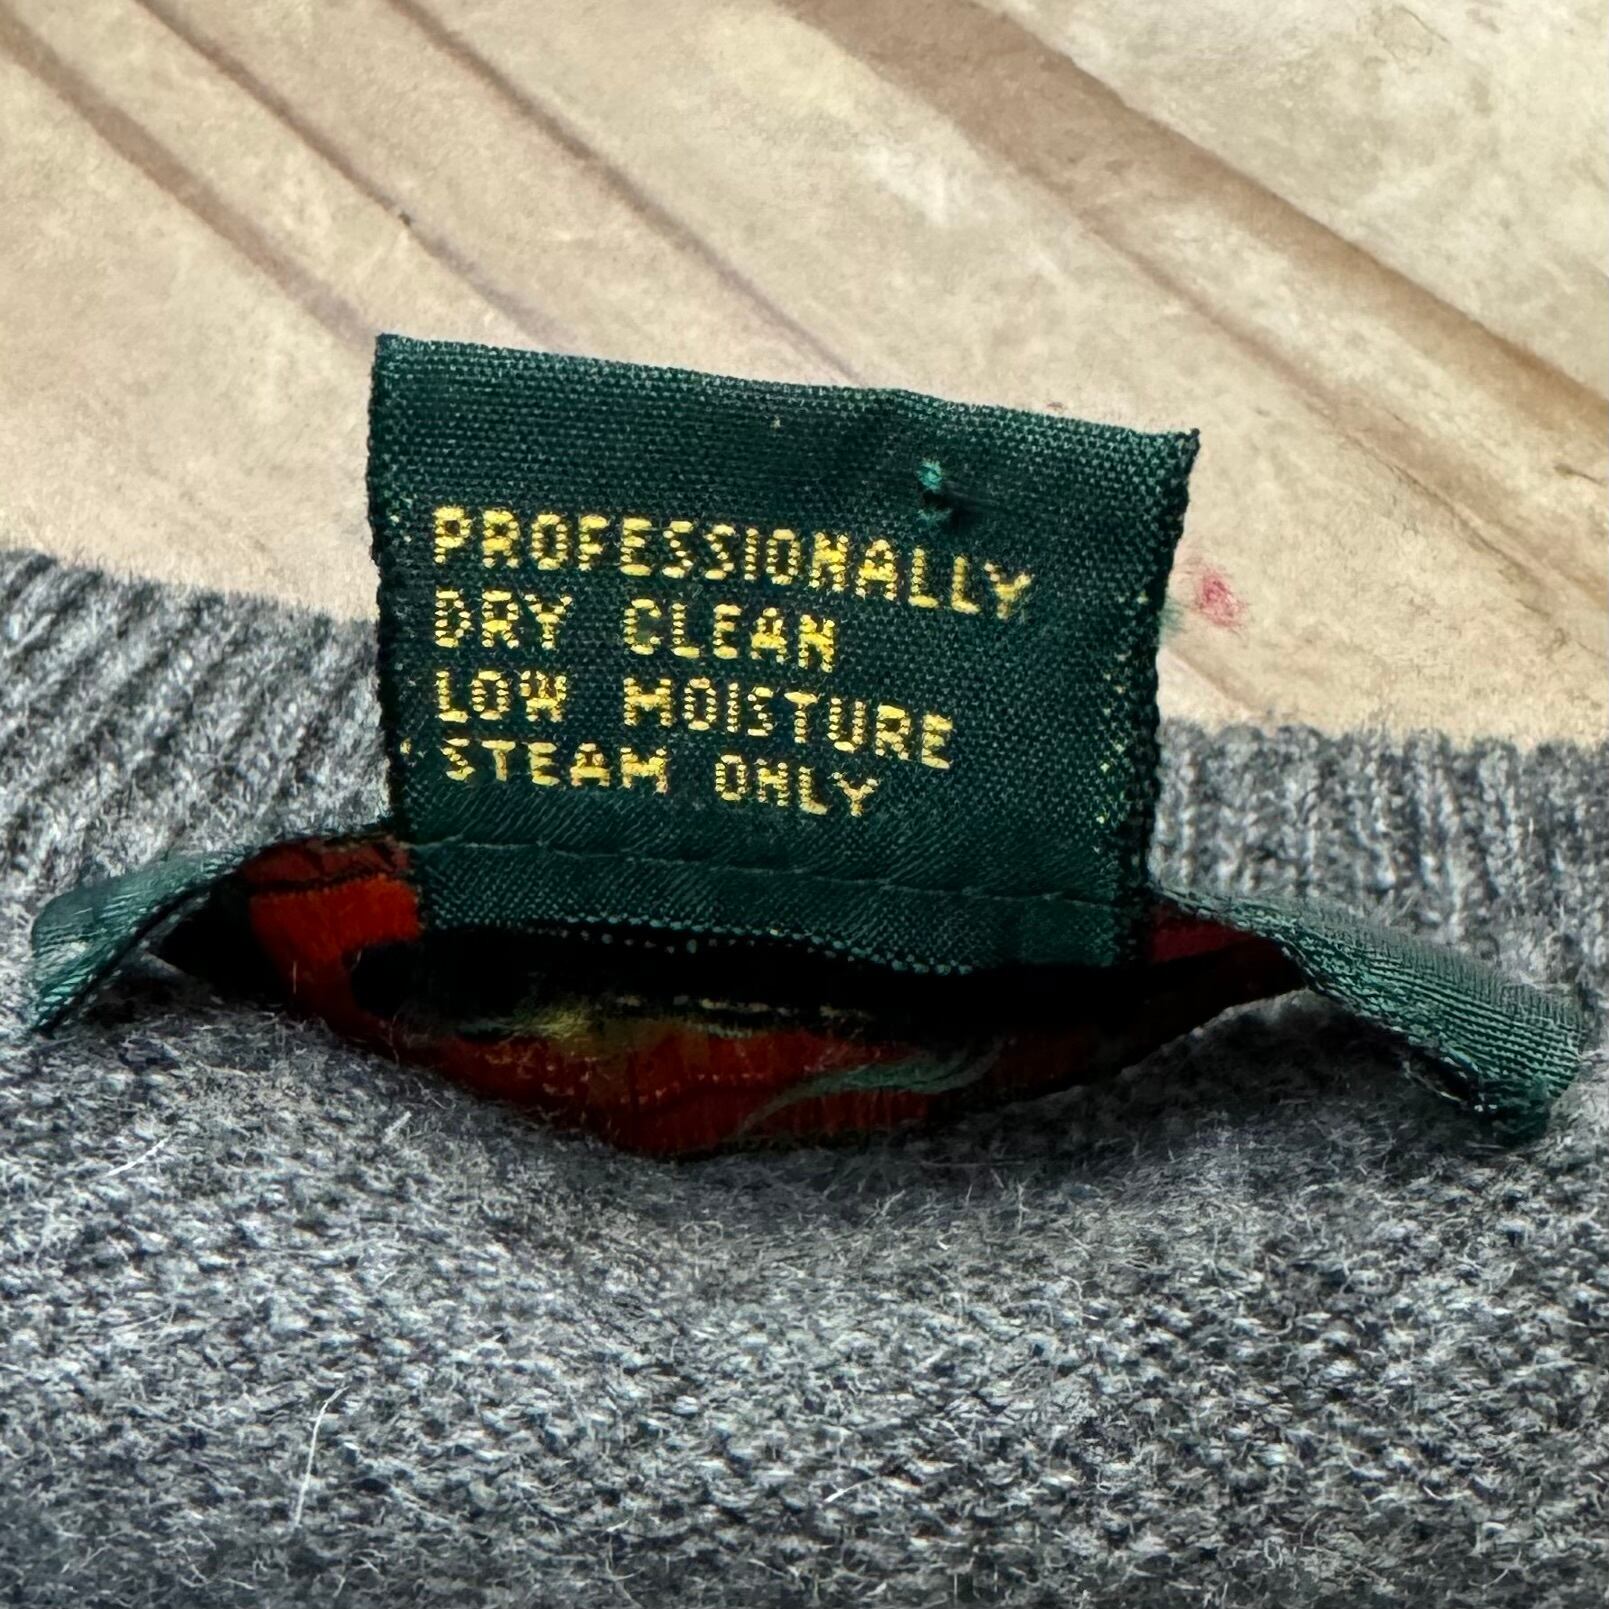 PROFESSIONALLY
DRY CLEAN
LOW MOISTURE
STEAM ONLY